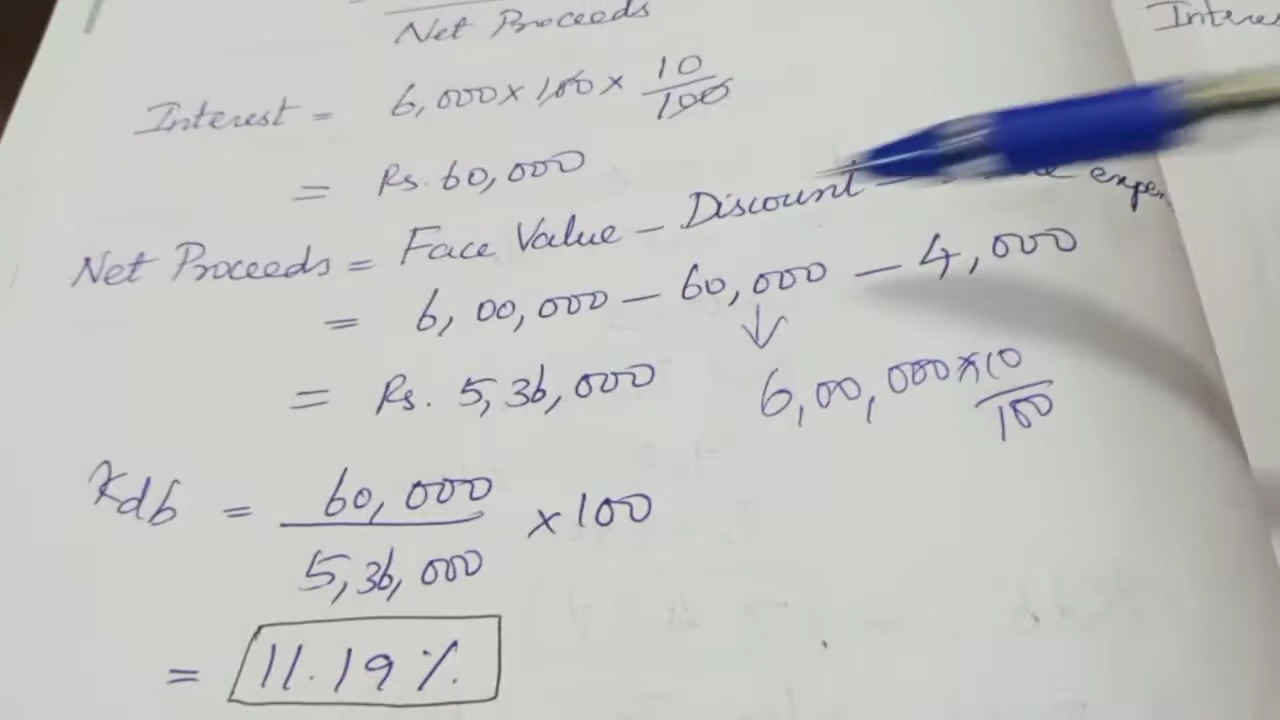 Net Proceeds
Interest = 6,000 × 100 × 10/100
= Rs. 60,000
Net Proceeds = Face Value - Discount -
= 6,00,000 - 60,000 - 4,000
= Rs. 5,36,000
↓
6,00,000 × 10/100
Kdb = 60,000/5,36,000 × 100
= 11.19%